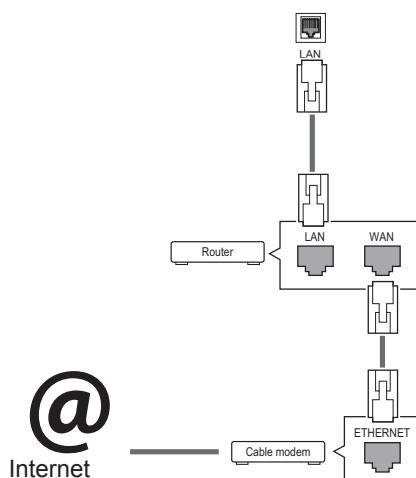 LAN
LAN
WAN
Router
@
ETHERNET
Cable modem
Internet